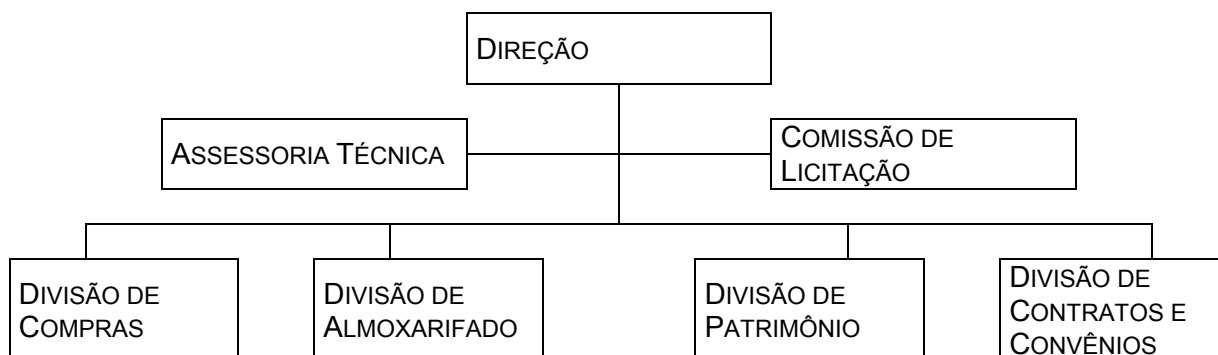 DIREÇÃO
ASSESSORIA TÉCNICA
COMISSÃO DE
LICITAÇÃO
DIVISÃO DE
COMPRAS
DIVISÃO DE
ALMOXARIFADO
DIVISÃO DE
PATRIMÔNIO
DIVISÃO DE
CONTRATOS E
CONVÊNIOS